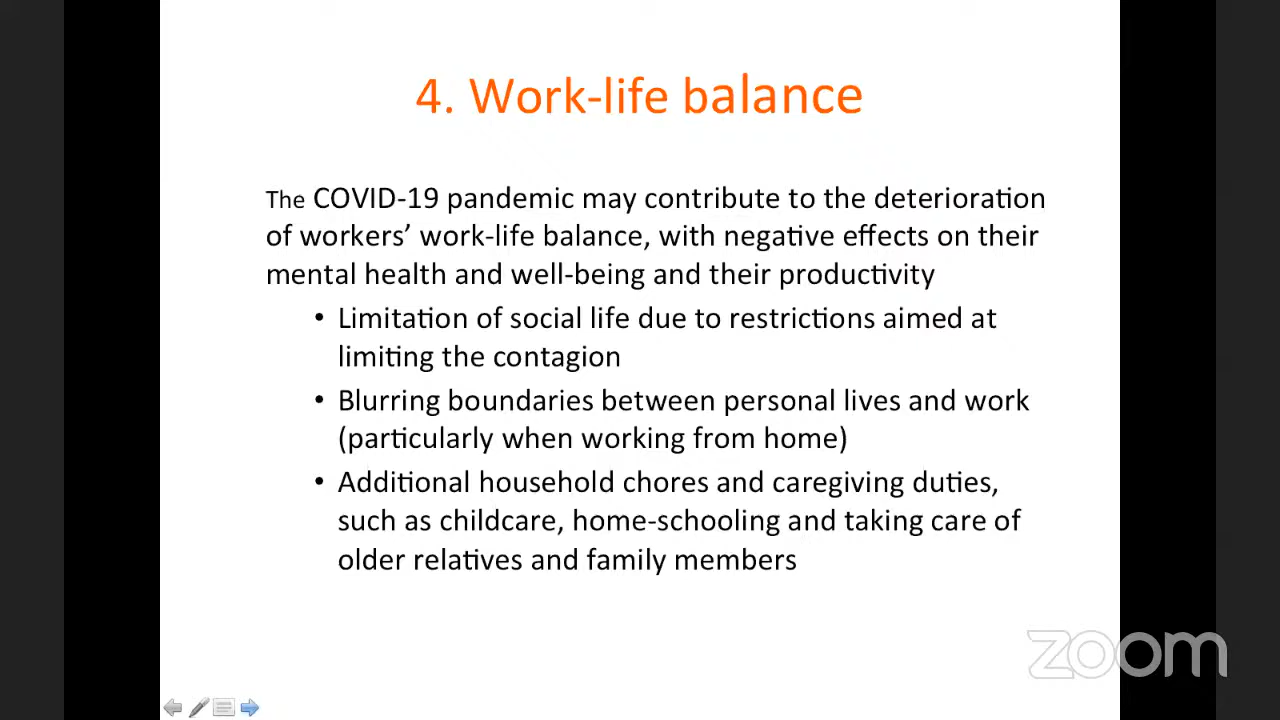 4. Work-life balance
The COVID-19 pandemic may contribute to the deterioration
of workers’ work-life balance, with negative effects on their
mental health and well-being and their productivity
• Limitation of social life due to restrictions aimed at
limiting the contagion
• Blurring boundaries between personal lives and work
(particularly when working from home)
• Additional household chores and caregiving duties,
such as childcare, home-schooling and taking care of
older relatives and family members
zoom